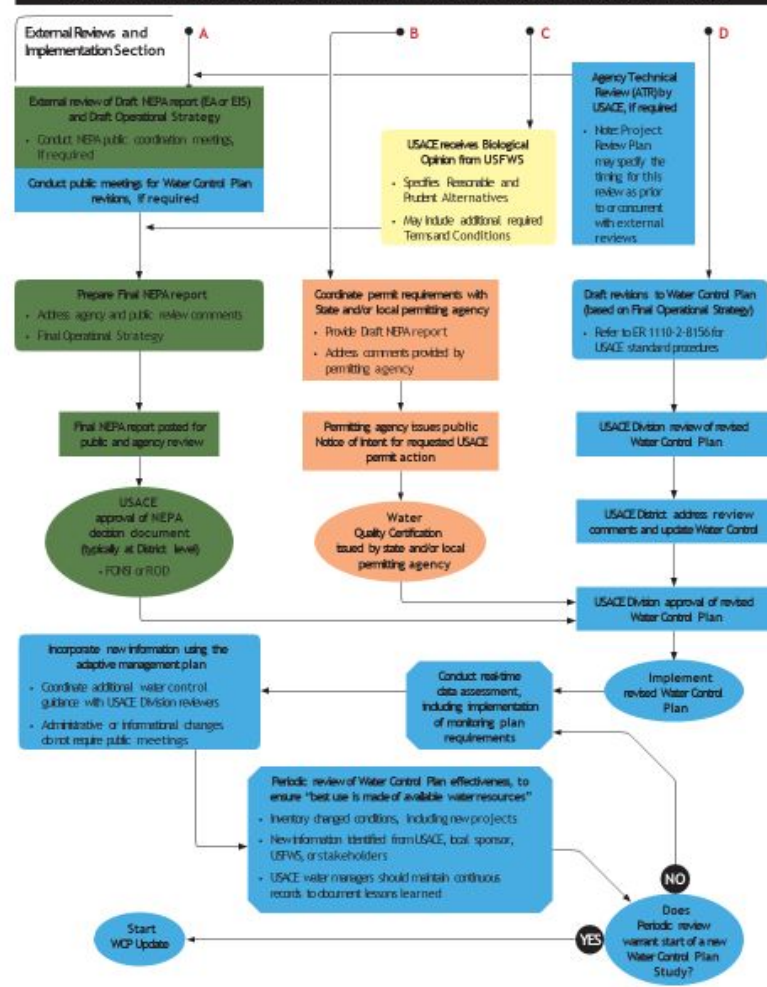 External Reviews and
Implementation Section
A
B
C
D
External review of Draft NEPA report (EA or EIS)
and Draft Operational Strategy
• Conduct NEPA public coordination meetings,
if required
Conduct public meetings for Water Control Plan
revisions, if required
USACE receives Biological
Opinion from USFWS
• Specifies Reasonable and
Prudent Alternatives
• May include additional required
Terms and Conditions
Agency Technical
Review (ATR) by
USACE, if required
• Note: Project
Review Plan
may specify the
timing for this
review as prior
to or concurrent
with external
reviews
Prepare Final NEPA report
• Address agency and public review comments
• Final Operational Strategy
Coordinate permit requirements with
State and/or local permitting agency
• Provide Draft NEPA report
• Address comments provided by
permitting agency
Draft revisions to Water Control Plan
(based on Final Operational Strategy)
• Refer to ER 1110-2-8156 for
USACE standard procedures
Final NEPA report posted for
public and agency review
Permitting agency issues public
Notice of Intent for requested USACE
permit action
USACE Division review of revised
Water Control Plan
USACE
approval of NEPA
decision document
(typically at District level)
• FONSI or ROD
Water
Quality Certification
issued by state and/or local
permitting agency
USACE District address review
comments and update Water Control
USACE Division approval of revised
Water Control Plan
Incorporate new information using the
adaptive management plan
• Coordinate additional water control
guidance with USACE Division reviewers
• Administrative or informational changes
do not require public meetings
Conduct real-time
data assessment,
including implementation
of monitoring plan
requirements
Implement
revised Water Control
Plan
Periodic review of Water Control Plan effectiveness, to
ensure “best use is made of available water resources”
• Inventory changed conditions, including new projects
• New information identified from USACE, local sponsor,
USFWS, or stakeholders
• USACE water managers should maintain continuous
records to document lessons learned
NO
Does
Periodic review
warrant start of a new
Water Control Plan
Study?
YES
Start
WCP Update